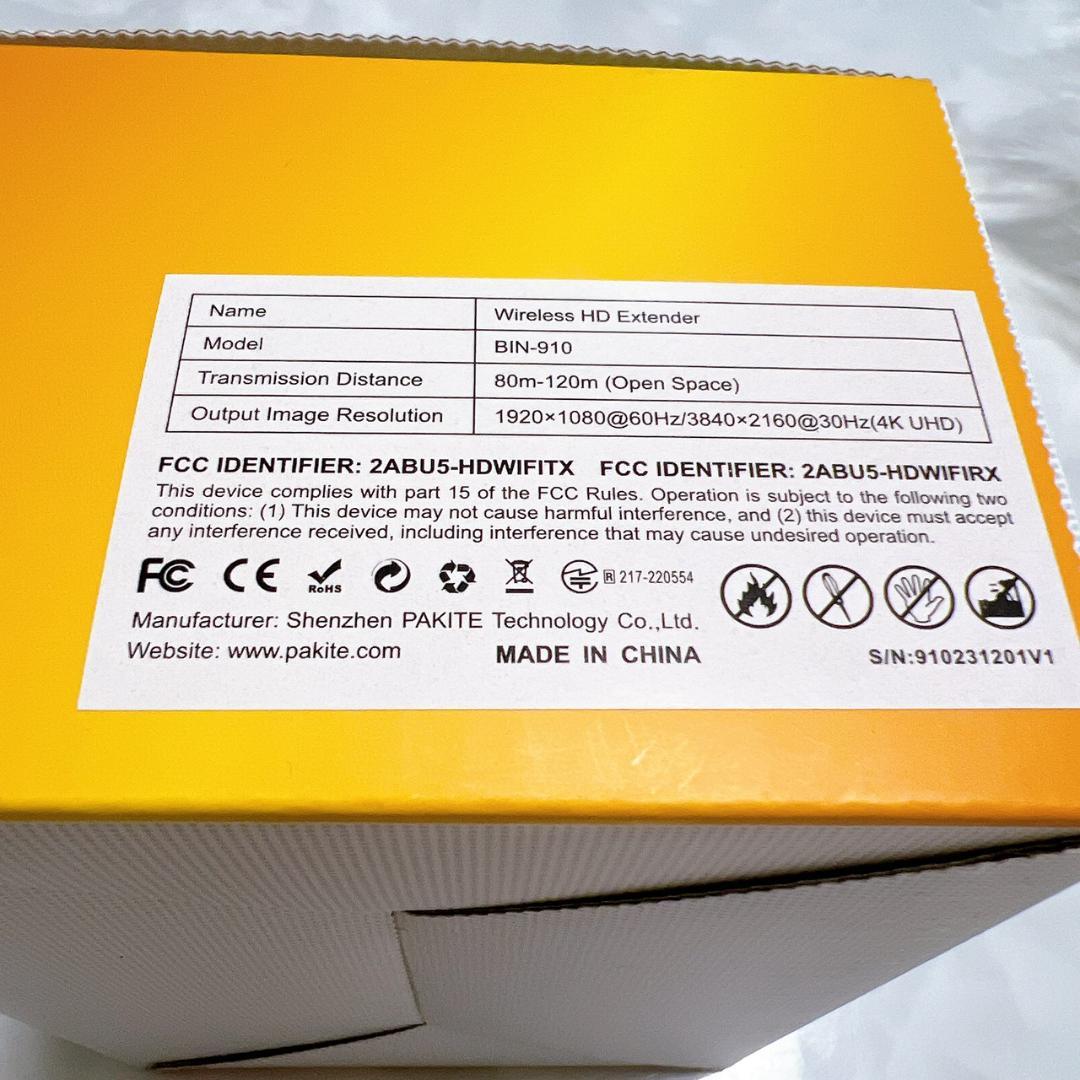 Name Wireless HD Extender
Model BIN-910
Transmission Distance 80m-120m (Open Space)
Output Image Resolution 1920×1080@60Hz/3840×2160@30Hz(4K UHD)
FCC IDENTIFIER: 2ABU5-HDWIFITX FCC IDENTIFIER: 2ABU5-HDWIFIRX
This device complies with part 15 of the FCC Rules. Operation is subject to the following two
conditions: (1) This device may not cause harmful interference, and (2) this device must accept
any interference received, including interference that may cause undesired operation.
FC CE RoHS R 217-220554
Manufacturer: Shenzhen PAKITE Technology Co.,Ltd.
Website: www.pakite.com MADE IN CHINA S/N:910231201V1